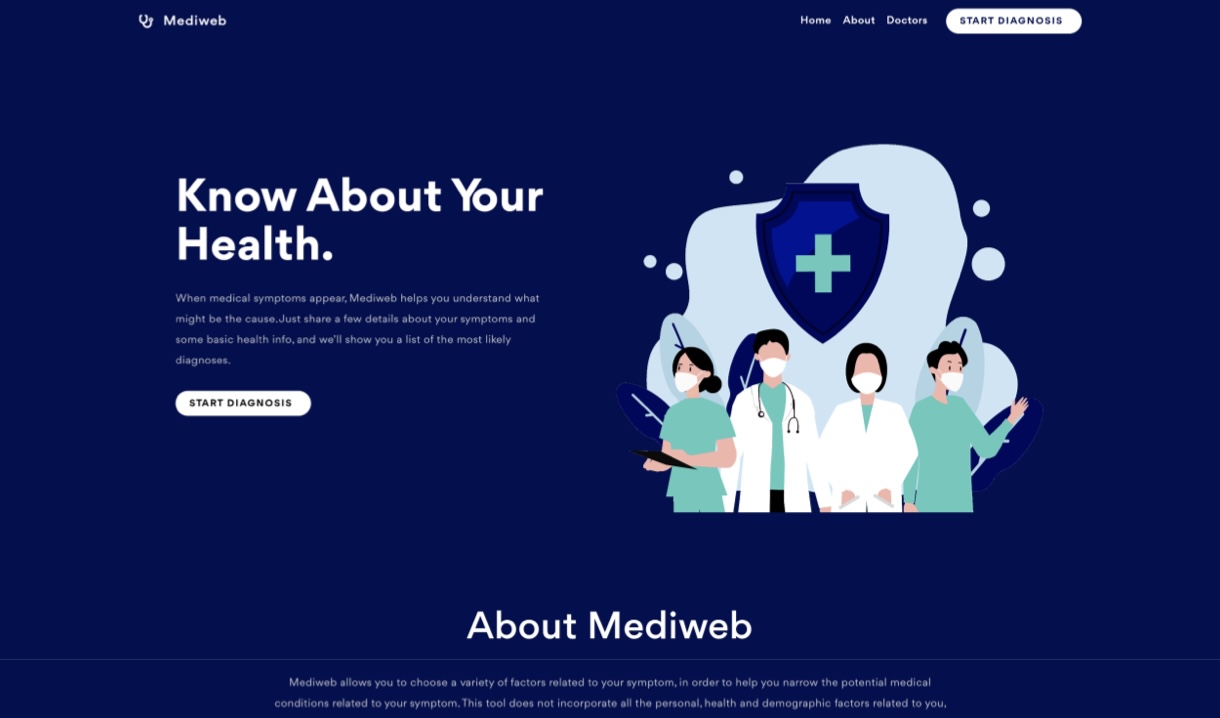 Mediweb
Home About Doctors START DIAGNOSIS
Know About Your
Health.
When medical symptoms appear, Mediweb helps you understand what
might be the cause.Just share a few details about your symptoms and
some basic health info, and we'll show you a list of the most likely
diagnoses.
START DIAGNOSIS
About Mediweb
Mediweb allows you to choose a variety of factors related to your symptom, in order to help you narrow the potential medical
conditions related to your symptom. This tool does not incorporate all the personal, health and demographic factors related to you,